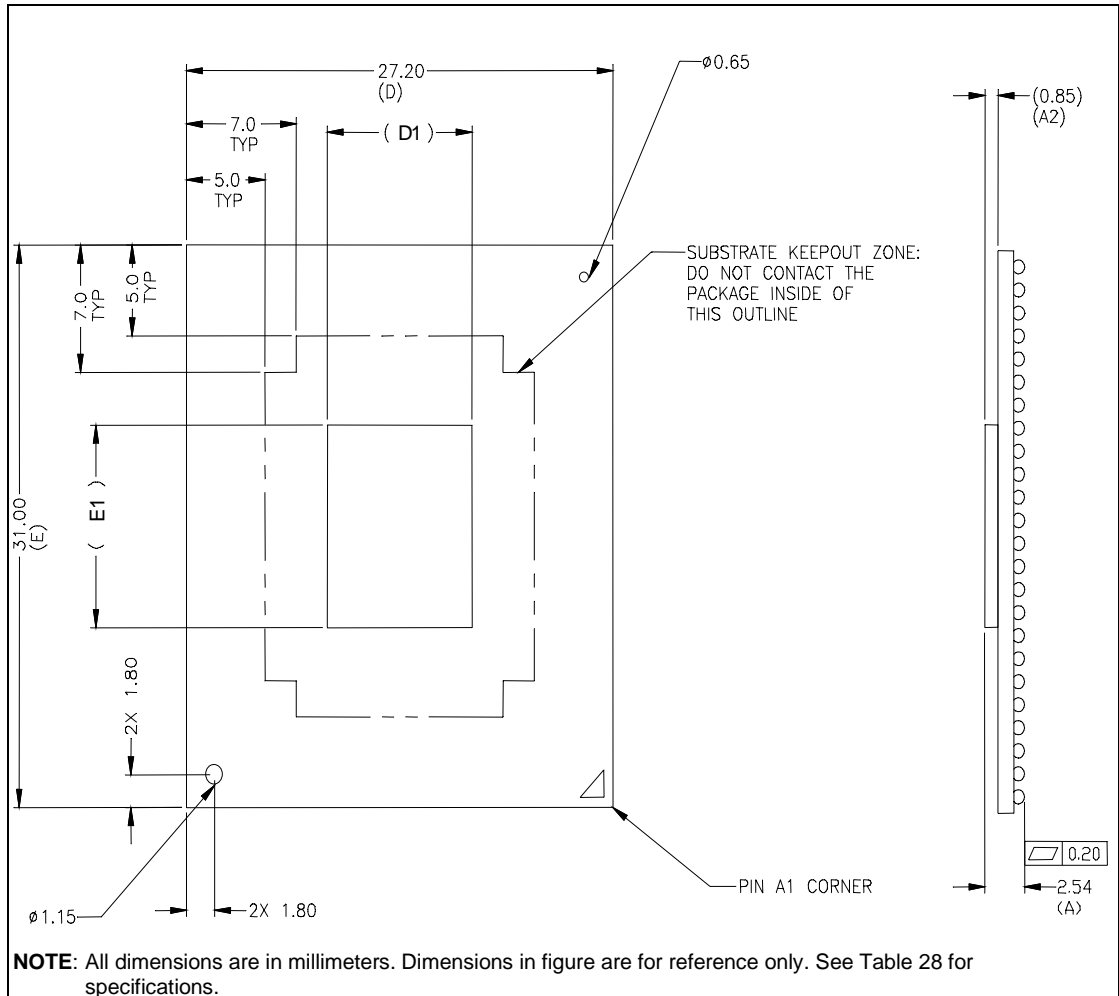 27.20
(D)
ø0.65
(0.85)
(A2)
7.0
TYP
( D1 )
5.0
TYP
SUBSTRATE KEEPOUT ZONE:
DO NOT CONTACT THE
PACKAGE INSIDE OF
THIS OUTLINE
7.0
TYP
5.0
TYP
31.00
(E)
( E1 )
2X 1.80
0.20
PIN A1 CORNER
2.54
(A)
ø1.15
2X 1.80
NOTE: All dimensions are in millimeters. Dimensions in figure are for reference only. See Table 28 for
specifications.